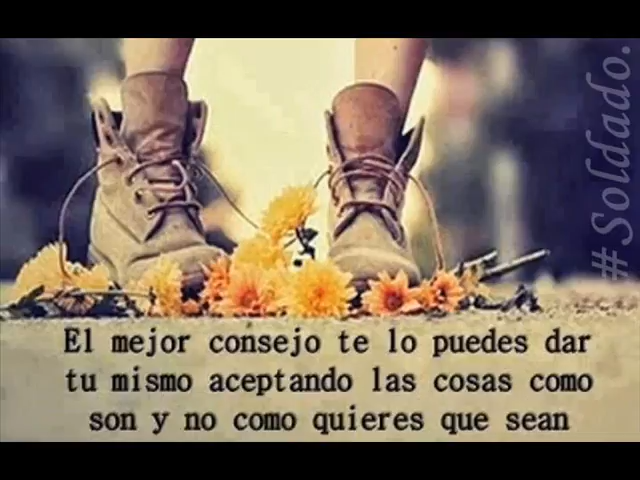 #Soldado.
El mejor consejo te lo puedes dar
tu mismo aceptando las cosas como
son y no como quieres que sean